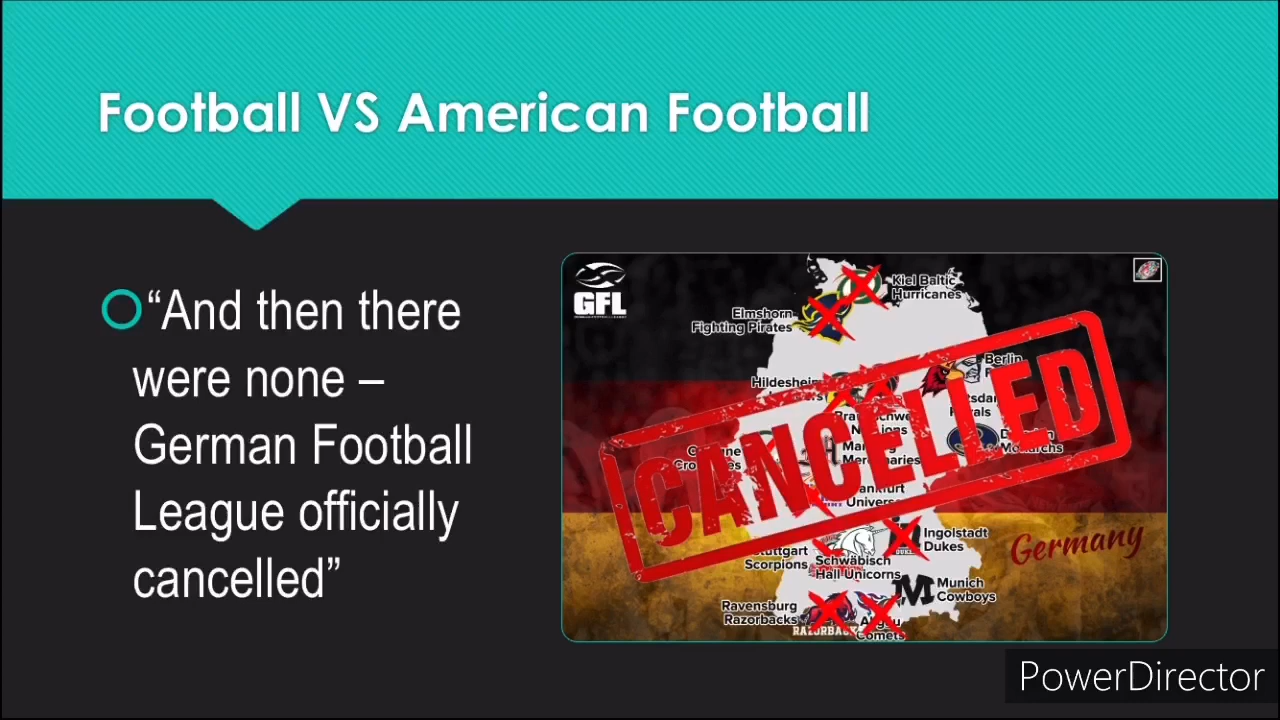 Football VS American Football
“And then there
were none –
German Football
League officially
cancelled”
GFL
Kiel Baltic
Hurricanes
Elmshorn
Fighting Pirates
Berlin
Hildesheim
CANCELLED
Monarchs
Ingolstadt
Dukes
Germany
Stuttgart
Scorpions
Schwäbisch
Hall Unicorns
Munich
Cowboys
Ravensburg
Razorbacks
Comets
PowerDirector